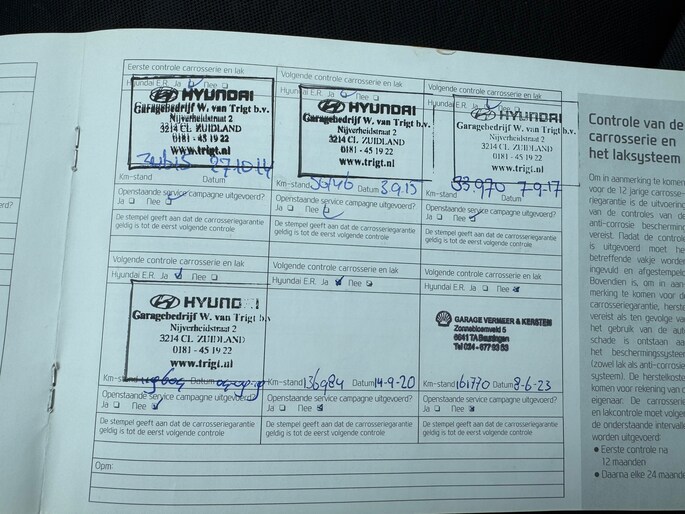 Eerste controle carrosserie en lak
Hyundai E.R. Ja Nee
HYUNDAI
Garagebedrijf W. van Trigt b.v.
Nijverheidstraat 2
3214 CL ZUIDLAND
0181 - 45 19 22
www.trigt.nl
27.10.14
Km-stand Datum
Openstaande service campagne uitgevoerd?
Ja Nee
De stempel geeft aan dat de carrosseriegarantie
geldig is tot de eerst volgende controle
Volgende controle carrosserie en lak
Hyundai E.R. Ja Nee
HYUNDAI
Garagebedrijf W. van Trigt b.v.
Nijverheidstraat 2
3214 CL ZUIDLAND
0181 - 45 19 22
www.trigt.nl
Km-stand Datum 3.9.15
Openstaande service campagne uitgevoerd?
Ja Nee
De stempel geeft aan dat de carrosseriegarantie
geldig is tot de eerst volgende controle
Volgende controle carrosserie en lak
Hyundai E.R. Ja Nee
HYUNDAI
Garagebedrijf W. van Trigt b.v.
Nijverheidstraat 2
3214 CL ZUIDLAND
0181 - 45 19 22
www.trigt.nl
Km-stand 83.970 7-9-17
Openstaande service campagne uitgevoerd?
Ja Nee
De stempel geeft aan dat de carrosseriegarantie
geldig is tot de eerst volgende controle
Volgende controle carrosserie en lak
Hyundai E.R. Ja Nee
HYUNDAI
Garagebedrijf W. van Trigt b.v.
Nijverheidstraat 2
3214 CL ZUIDLAND
0181 - 45 19 22
www.trigt.nl
Km-stand Datum
Openstaande service campagne uitgevoerd?
Ja Nee
De stempel geeft aan dat de carrosseriegarantie
geldig is tot de eerst volgende controle
Volgende controle carrosserie en lak
Hyundai E.R. Ja Nee
Km-stand 136984 Datum 14-9-20
Openstaande service campagne uitgevoerd?
Ja Nee
De stempel geeft aan dat de carrosseriegarantie
geldig is tot de eerst volgende controle
Volgende controle carrosserie en lak
Hyundai E.R. Ja Nee
GARAGE VERMEER & KERSTEN
Zonnebloemveld 5
6641 TA Beuningen
Tel 024 - 677 93 33
Km-stand 161770 Datum 8-6-23
Openstaande service campagne uitgevoerd?
Ja Nee
De stempel geeft aan dat de carrosseriegarantie
geldig is tot de eerst volgende controle
Opm:
Controle van de
carrosserie en
het laksysteem
Om in aanmerking te komen
voor de 12 jarige carrosse-
riegarantie is de uitvoering
van de controles van de
anti-corrosie bescherming
vereist. Nadat de controle
is uitgevoerd moet het
betreffende vakje worden
ingevuld en afgestempeld.
Bovendien is, om in aan-
merking te komen voor de
carrosseriegarantie, herstel
vereist als ten gevolge van
het gebruik van de auto
schade is ontstaan aan
het beschermingssysteem
(zowel lak als anti-corrosie-
systeem). De herstelkosten
komen voor rekening van de
eigenaar. De carrosserie
en lakcontrole moet volgens
de onderstaande intervallen
worden uitgevoerd:
• Eerste controle na
12 maanden
• Daarna elke 24 maanden